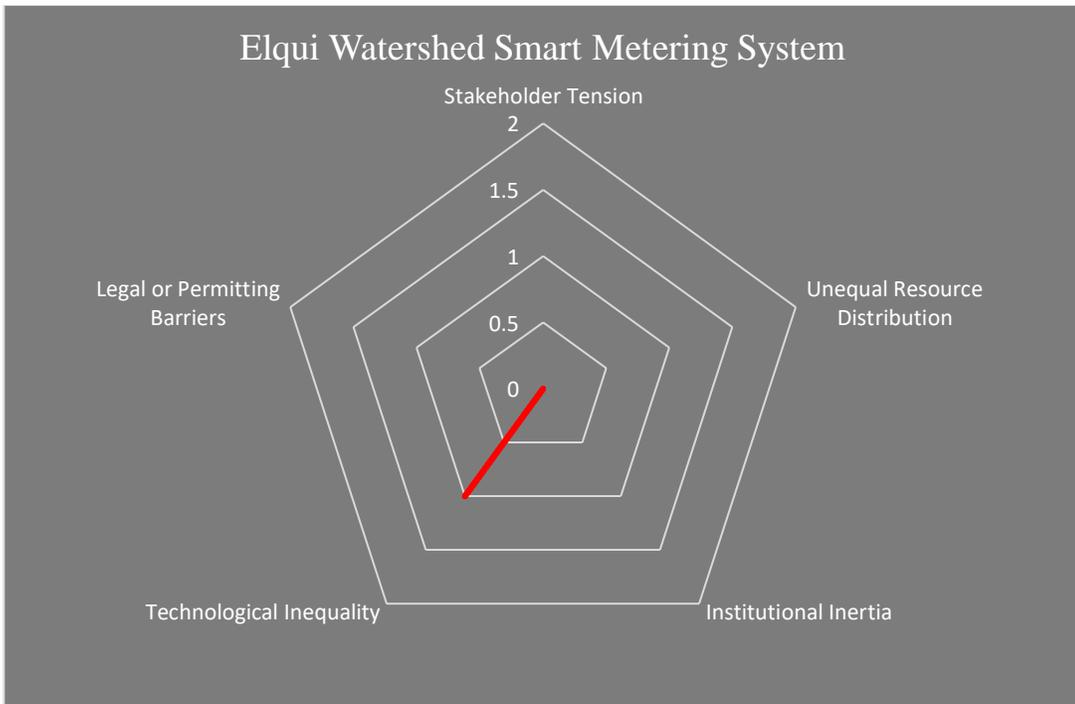 Elqui Watershed Smart Metering System
Stakeholder Tension
2
1.5
1
0.5
0
Legal or Permitting
Barriers
Unequal Resource
Distribution
Technological Inequality
Institutional Inertia